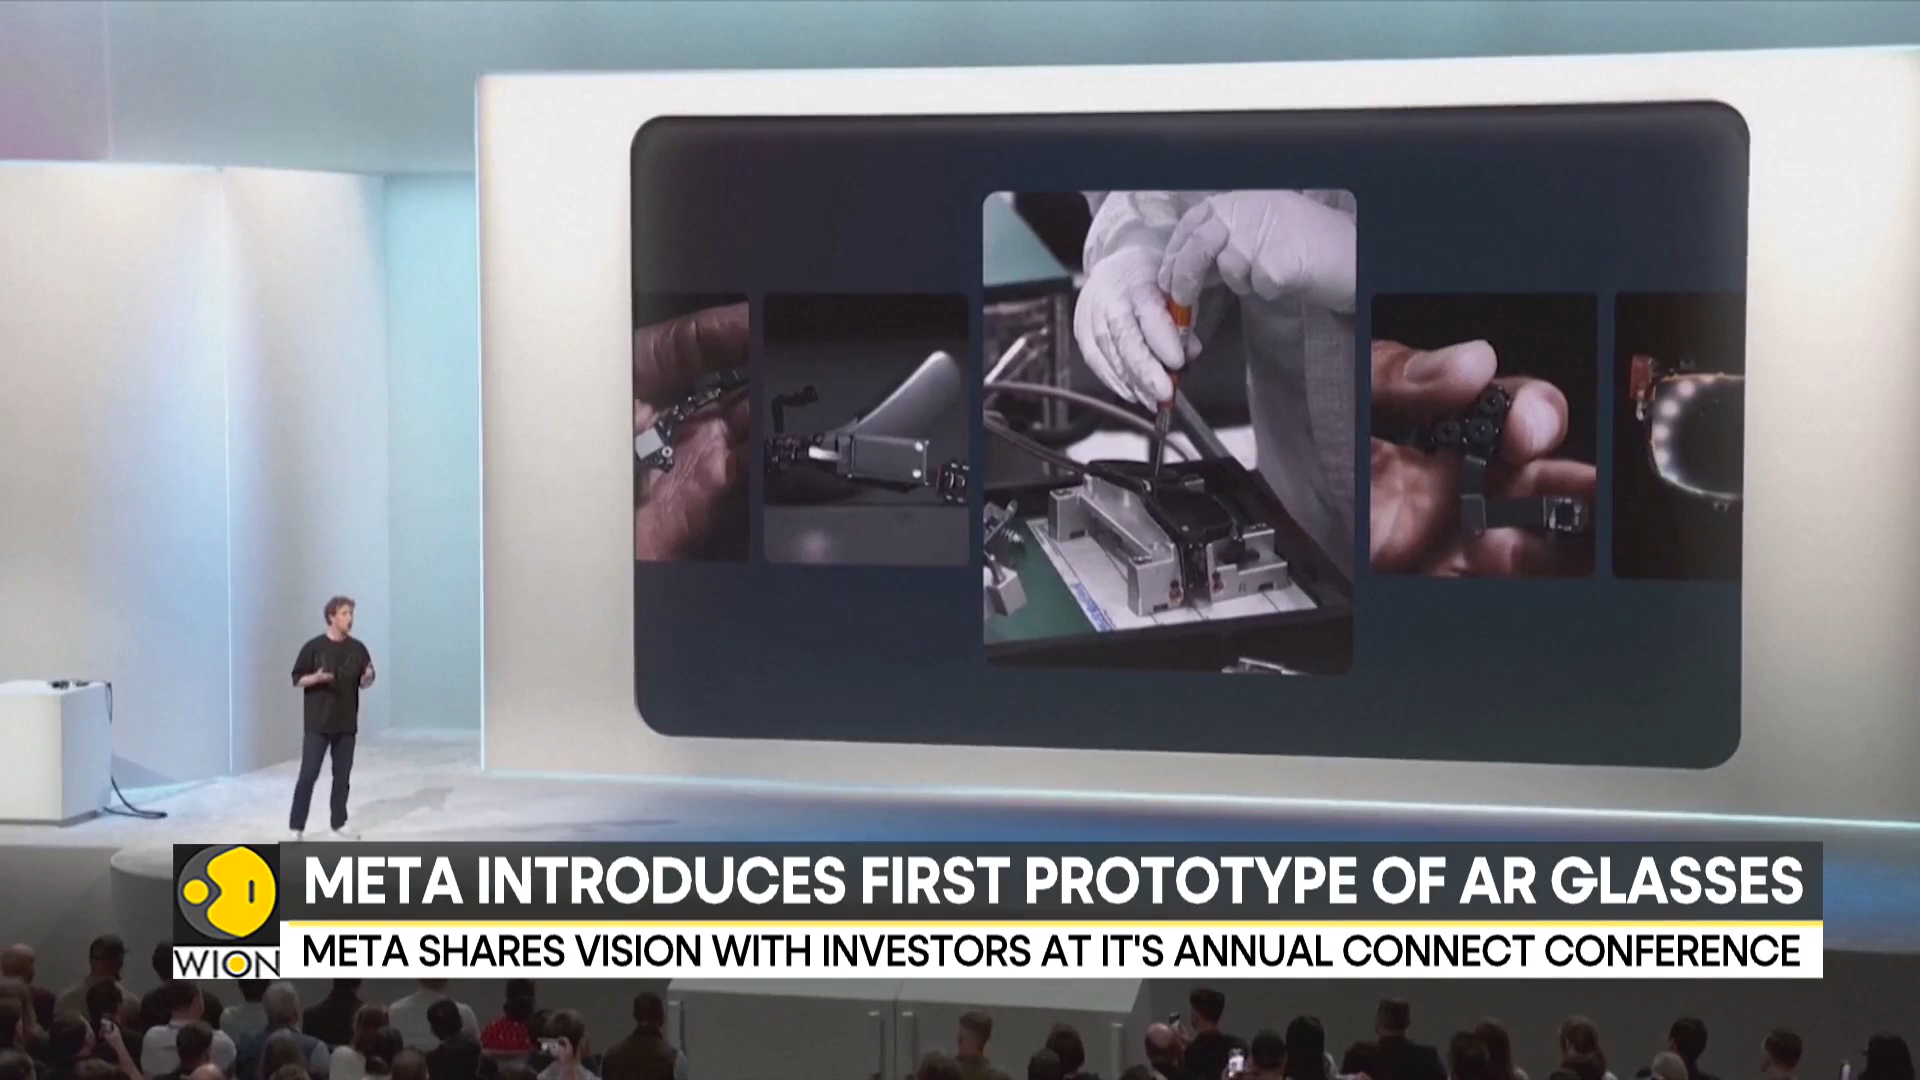 META INTRODUCES FIRST PROTOTYPE OF AR GLASSES
META SHARES VISION WITH INVESTORS AT IT'S ANNUAL CONNECT CONFERENCE
WION